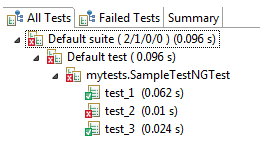 All Tests Failed Tests Summary
Default suite ( 2/1/0/0 ) (0.096 s)
Default test ( 0.096 s)
mytests.SampleTestNGTest
test_1 (0.062 s)
test_2 (0.01 s)
test_3 (0.024 s)